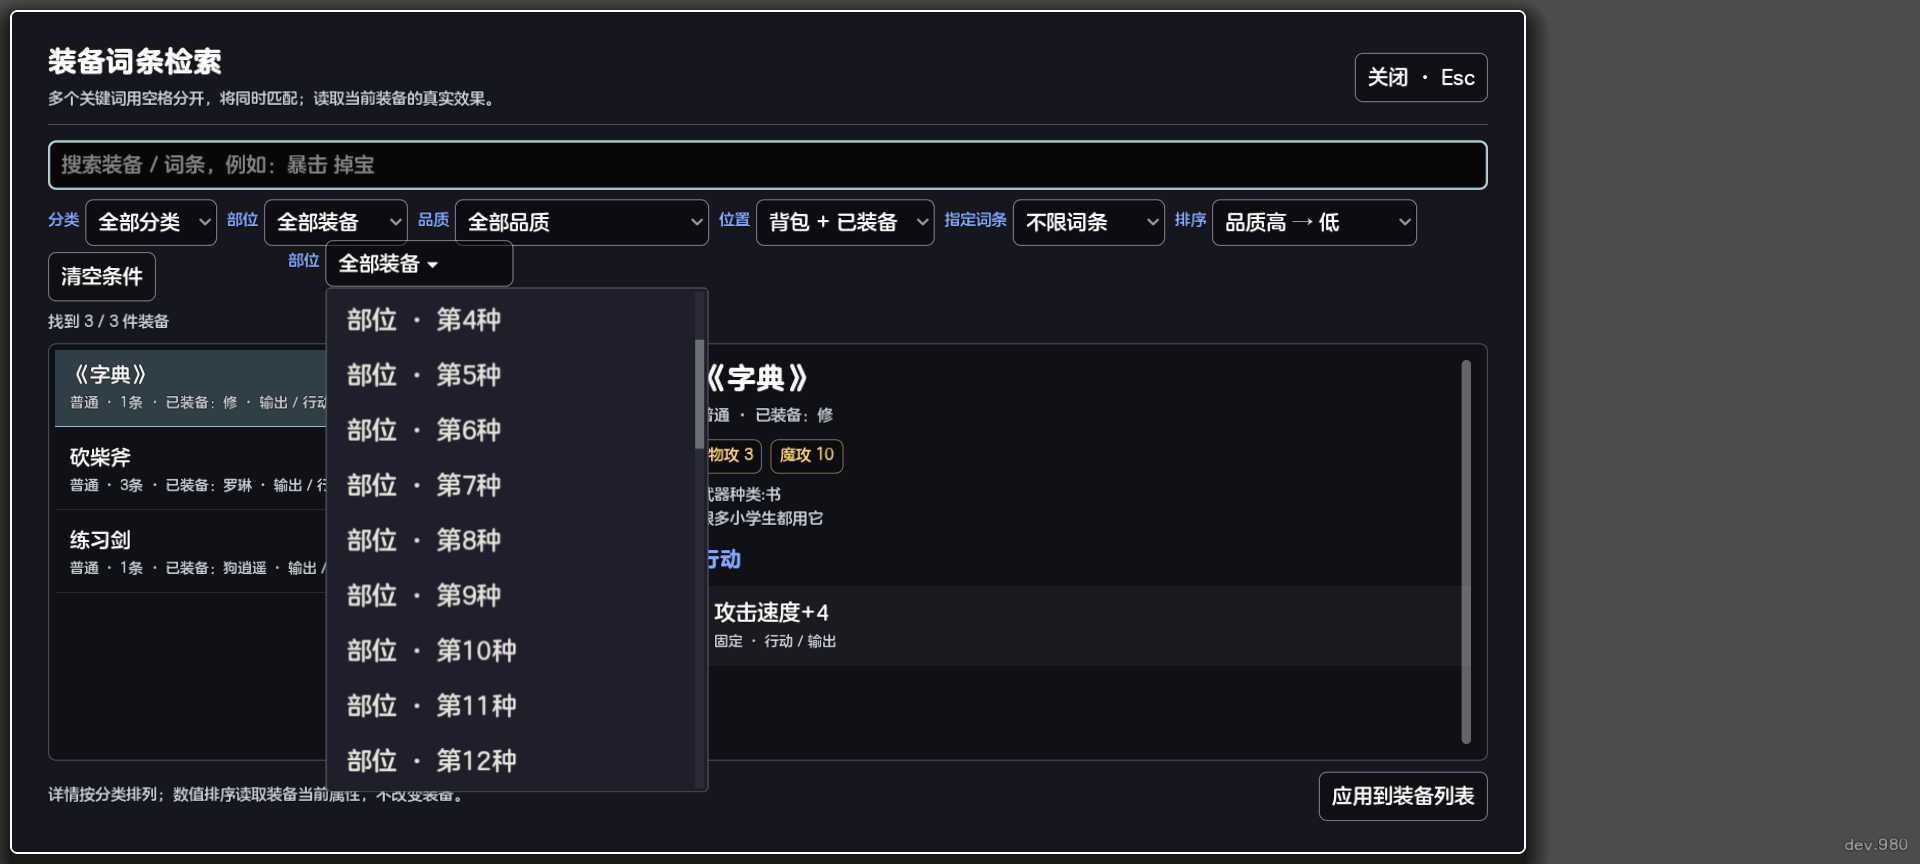 装备词条检索
多个关键词用空格分开，将同时匹配；读取当前装备的真实效果。
关闭 · Esc
搜索装备 / 词条，例如：暴击 掉宝
分类 全部分类 部位 全部装备 品质 全部品质 位置 背包 + 已装备 指定词条 不限词条 排序 品质高 → 低
清空条件
部位 全部装备
找到 3 / 3 件装备
部位 · 第4种
部位 · 第5种
部位 · 第6种
部位 · 第7种
部位 · 第8种
部位 · 第9种
部位 · 第10种
部位 · 第11种
部位 · 第12种
《字典》
普通 · 1条 · 已装备：修 · 输出 / 行动
砍柴斧
普通 · 3条 · 已装备：罗琳 · 输出 / 行
练习剑
普通 · 1条 · 已装备：狗逍遥 · 输出 /
《字典》
普通 · 已装备：修
物攻 3 魔攻 10
武器种类:书
很多小学生都用它
行动
攻击速度+4
固定 · 行动 / 输出
详情按分类排列；数值排序读取装备当前属性，不改变装备。
应用到装备列表
dev.980